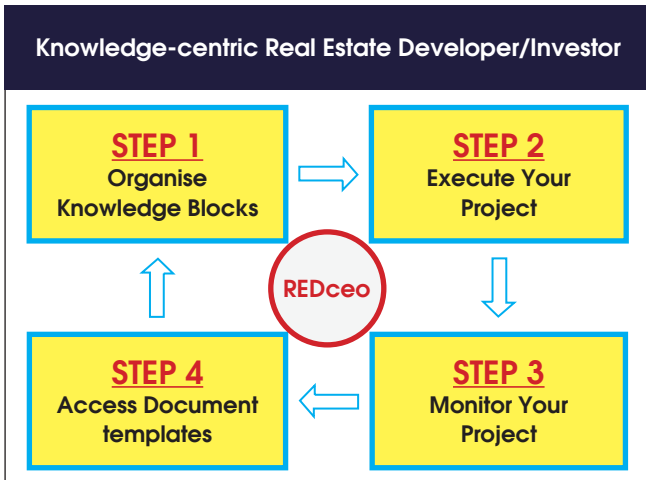 Knowledge-centric Real Estate Developer/Investor
STEP 1
Organise
Knowledge Blocks
STEP 2
Execute Your
Project
REDceo
STEP 4
Access Document
templates
STEP 3
Monitor Your
Project